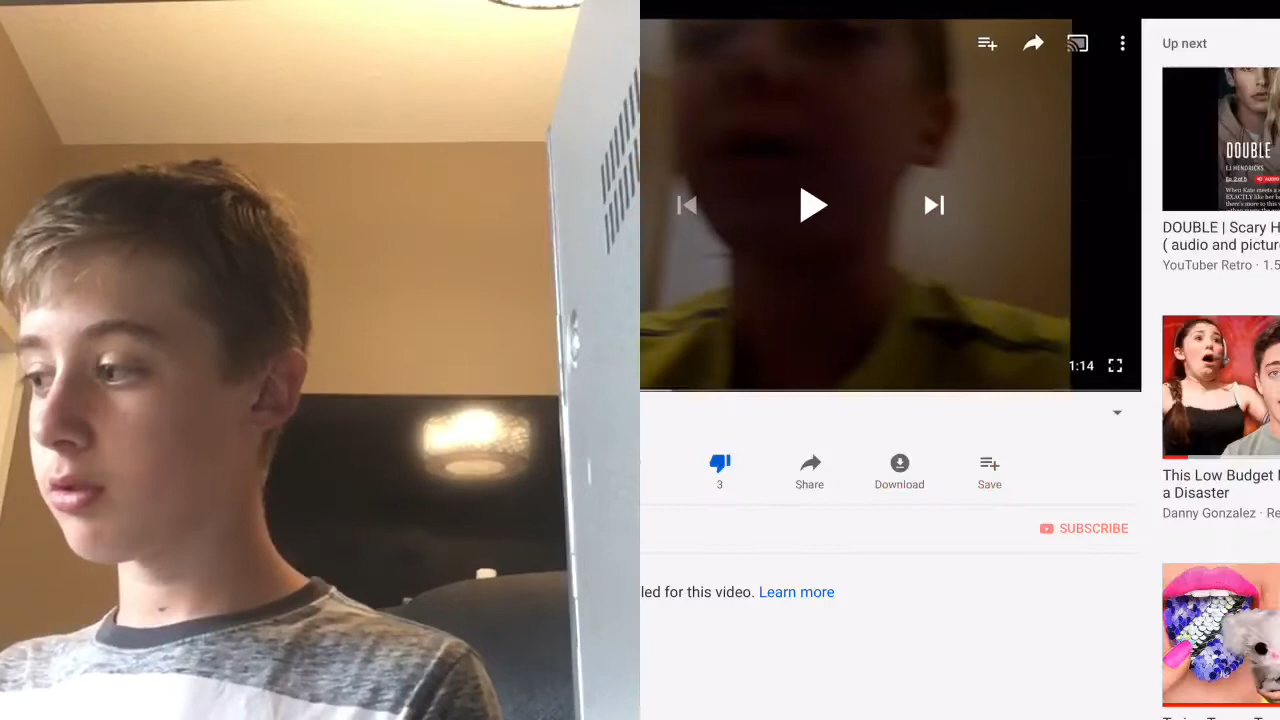 Up next
DOUBLE
DOUBLE | Scary H
( audio and pictur
YouTuber Retro · 1.5
1:14
3
Share
Download
Save
This Low Budget
a Disaster
Danny Gonzalez · Re
SUBSCRIBE
led for this video. Learn more